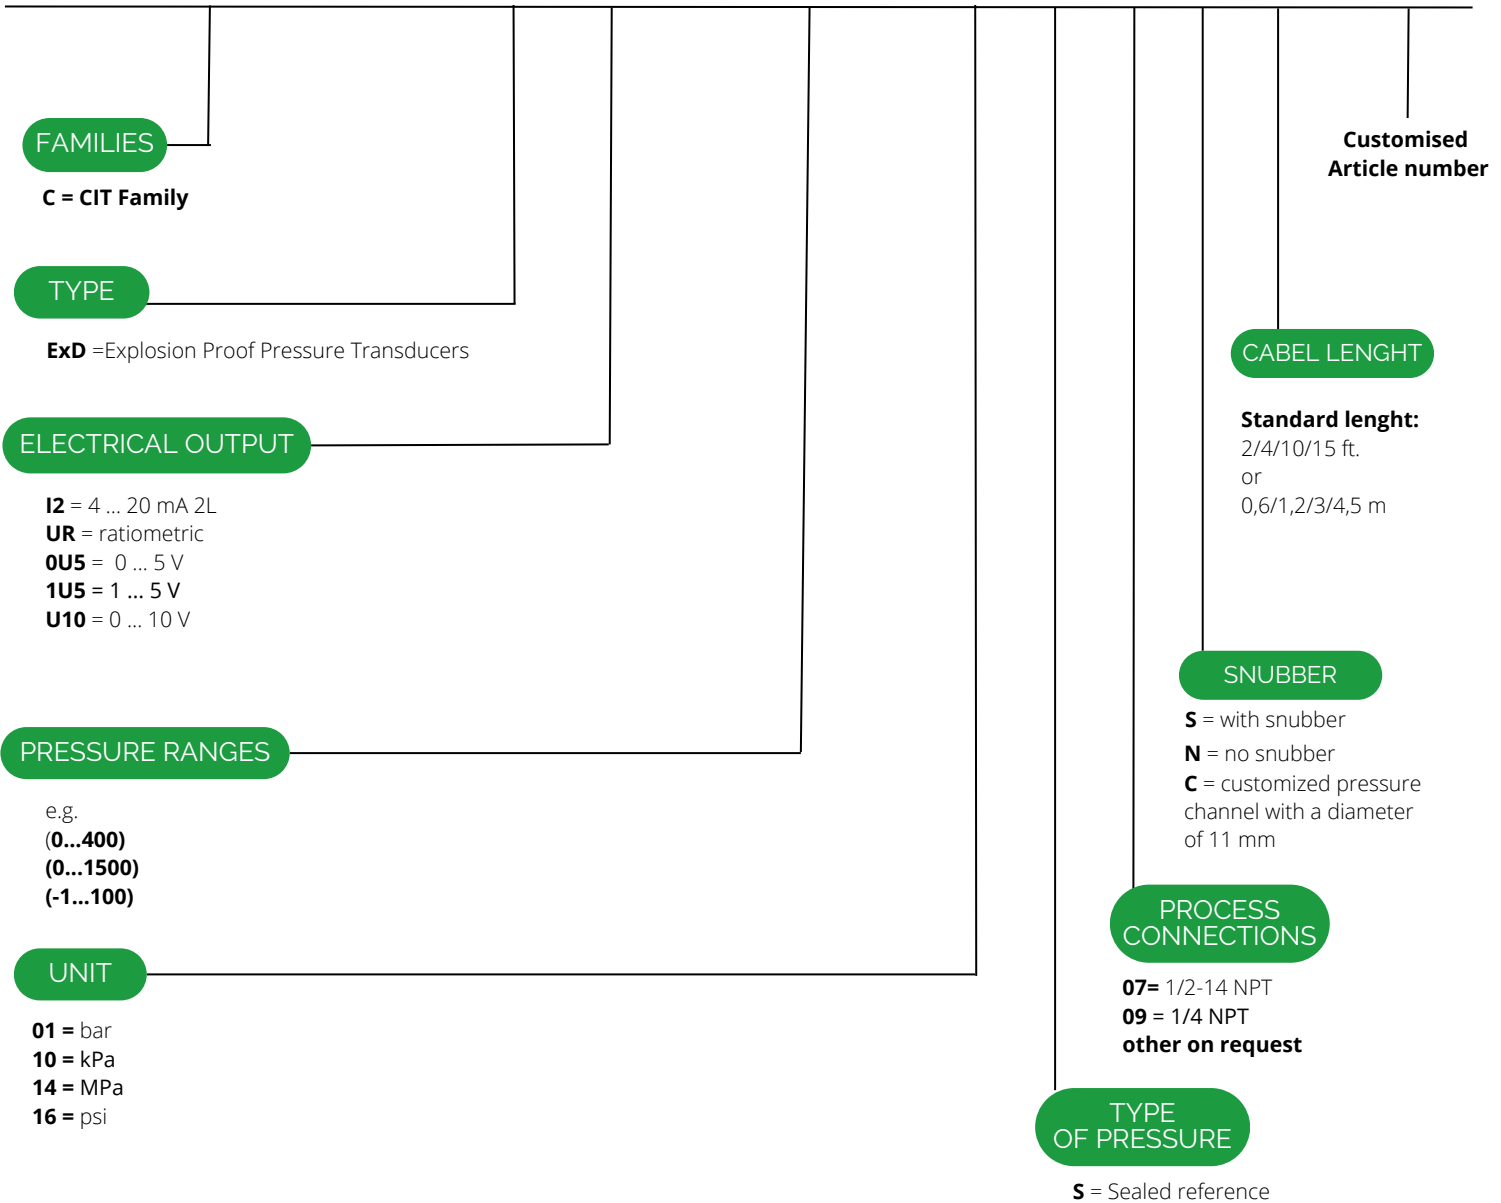 FAMILIES
C = CIT Family
TYPE
ExD =Explosion Proof Pressure Transducers
ELECTRICAL OUTPUT
I2 = 4 ... 20 mA 2L
UR = ratiometric
0U5 =  0 ... 5 V
1U5 = 1 ... 5 V
U10 = 0 ... 10 V
PRESSURE RANGES
e.g.
(0...400)
(0...1500)
(-1...100)
UNIT
01 = bar
10 = kPa
14 = MPa
16 = psi
Customised
Article number
CABEL LENGHT
Standard lenght:
2/4/10/15 ft.
or
0,6/1,2/3/4,5 m
SNUBBER
S = with snubber
N = no snubber
C = customized pressure
channel with a diameter
of 11 mm
PROCESS
CONNECTIONS
07= 1/2-14 NPT
09 = 1/4 NPT
other on request
TYPE
OF PRESSURE
S = Sealed reference